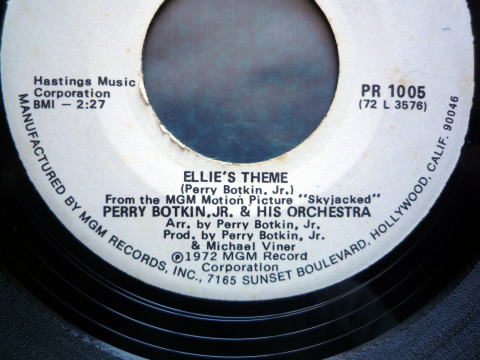 Hastings Music
Corporation
BMI – 2:27
PR 1005
(72 L 3576)
ELLIE'S THEME
(Perry Botkin, Jr.)
From the MGM Motion Picture "Skyjacked"
PERRY BOTKIN, JR. & HIS ORCHESTRA
Arr. by Perry Botkin, Jr.
Prod. by Perry Botkin, Jr.
& Michael Viner
Ⓟ1972 MGM Record
Corporation
MANUFACTURED BY MGM RECORDS, INC., 7165 SUNSET BOULEVARD, HOLLYWOOD, CALIF. 90046